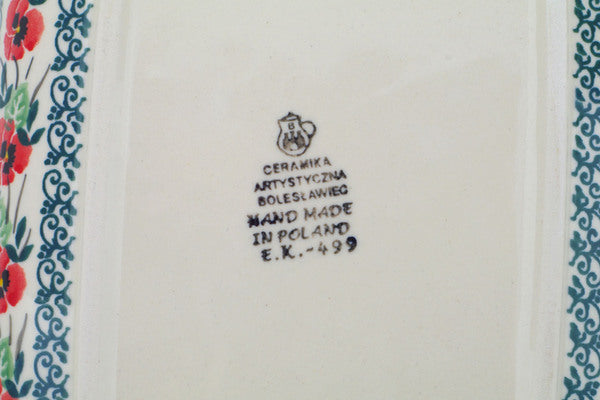 B
CERAMIKA
ARTYSTYCZNA
BOLESŁAWIEC
HAND MADE
IN POLAND
E.K.~499